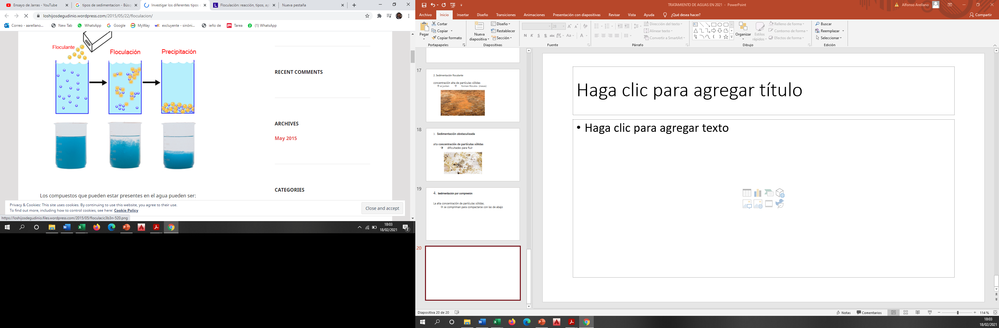 Ensayo de Jarras - YouTube
tipos de sedimentacion - Búsq
Investigar los diferentes tipos
Floculación: reacción, tipos, ap
Nueva pestaña
loshijosdegudinio.wordpress.com/2015/05/22/floculacion/
Correo - aarellano...
New Tab
WhatsApp
Google
MyWay
excluyente - sinóni...
ieño de
Tarea
(1) WhatsApp
Floculante
Floculación
Precipitación
RECENT COMMENTS
ARCHIVES
May 2015
CATEGORIES
Los compuestos que pueden estar presentes en el agua pueden ser:
Privacy & Cookies: This site uses cookies. By continuing to use this website, you agree to their use.
To find out more, including how to control cookies, see here: Cookie Policy
Close and accept
https://loshijosdegudinio.files.wordpress.com/2015/05/floculacic3b3n-520.png
18:03
18/02/2021
2
TRATAMIENTO DE AGUAS EN 2021 - PowerPoint
Alfonso Arellano
Archivo
Inicio
Insertar
Diseño
Transiciones
Animaciones
Presentación con diapositivas
Revisar
Vista
Ayuda
¿Qué desea hacer?
Compartir
Pegar
Cortar
Copiar
Copiar formato
Portapapeles
Nueva
diapositiva
Diseño
Restablecer
Sección
Diapositivas
28
N K S S abc AV Aa A
Fuente
Dirección del texto
Alinear texto
Convertir a SmartArt
Párrafo
Organizar
Estilos
rápidos
Relleno de forma
Contorno de forma
Efectos de forma
Dibujo
Buscar
Reemplazar
Seleccionar
Edición
17
2. Sedimentación floculante
concentración alta de partículas sólidas
→ se juntan → forman flóculos (masas)
18
3. Sedimentación obstaculizada
alta concentración de partículas sólidas
→ dificultades para fluir
19
4. Sedimentación por compresión
La alta concentración de partículas sólidas,
→ se compriman para compactarse con las de abajo
20
Haga clic para agregar título
• Haga clic para agregar texto
Diapositiva 20 de 20
Notas
Comentarios
114 %
18:03
18/02/2021